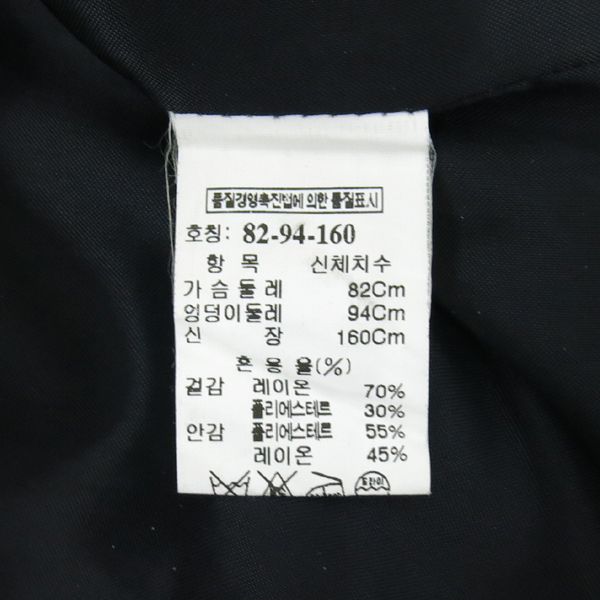 품질경영촉진법에 의한 품질표시
호칭: 82-94-160
항 목 신체치수
가슴둘레 82Cm
엉덩이둘레 94Cm
신 장 160Cm
혼 용 율(%)
겉감 레이온 70%
폴리에스테르 30%
안감 폴리에스테르 55%
레이온 45%
드라이